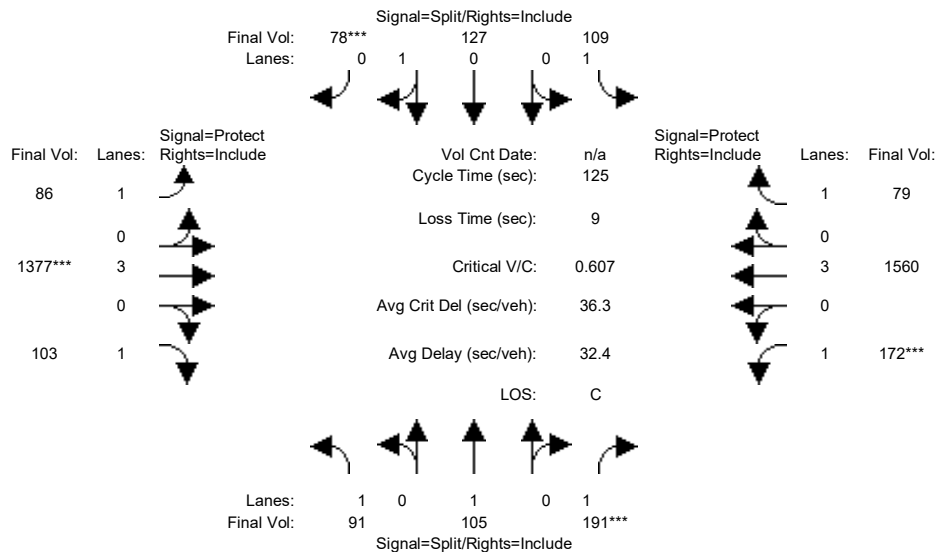 Signal=Split/Rights=Include
Final Vol: 78*** 127 109
Lanes: 0 1 0 0 1
Signal=Protect
Final Vol: Lanes: Rights=Include
Vol Cnt Date: n/a
Signal=Protect
Rights=Include Lanes: Final Vol:
Cycle Time (sec): 125
86 1
1 79
Loss Time (sec): 9
0
0
1377*** 3
Critical V/C: 0.607
3 1560
0
Avg Crit Del (sec/veh): 36.3
0
103 1
Avg Delay (sec/veh): 32.4
1 172***
LOS: C
Lanes: 1 0 1 0 1
Final Vol: 91 105 191***
Signal=Split/Rights=Include